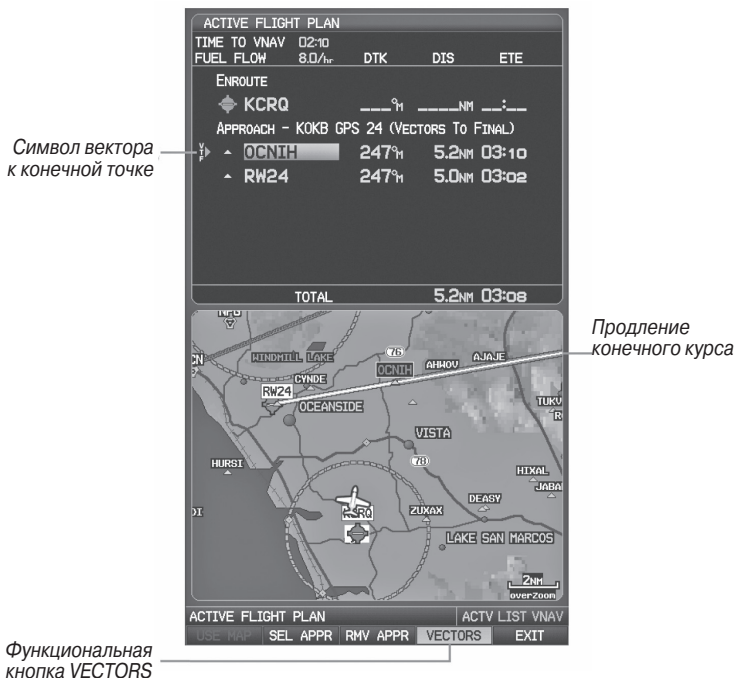 ACTIVE FLIGHT PLAN
TIME TO VNAV 02:10
FUEL FLOW 8.0/hr DTK DIS ETE
ENROUTE
KCRQ ___°M ____NM __:__
APPROACH – KOKB GPS 24 (VECTORS TO FINAL)
Символ вектора
к конечной точке
VTF OCNIH 247°M 5.2NM 03:10
RW24 247°M 5.0NM 03:02
TOTAL 5.2NM 03:08
Продление
конечного курса
WINDMILL LAKE
76
OCNIH
AHWOV
AJAJE
CYNDE
RW24
OCEANSIDE
VISTA
78
HURSI
HIXAL
DEASY
KCRQ
ZUXAX
LAKE SAN MARCOS
2NM
overzoom
ACTIVE FLIGHT PLAN ACTV LIST VNAV
USE MAP SEL APPR RMV APPR VECTORS EXIT
Функциональная
кнопка VECTORS